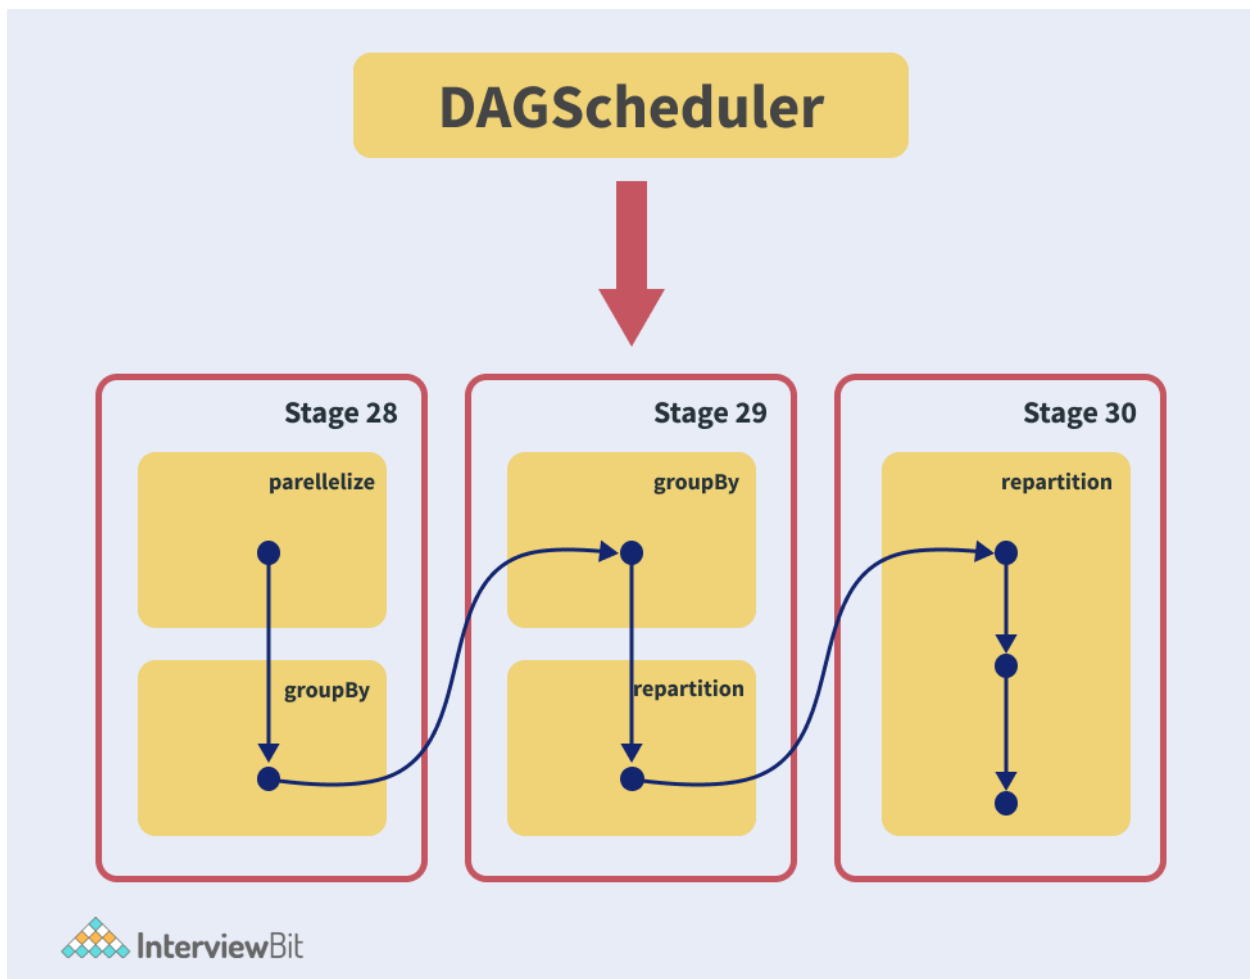 DAGScheduler
Stage 28
parellelize
groupBy
Stage 29
groupBy
repartition
Stage 30
repartition
InterviewBit